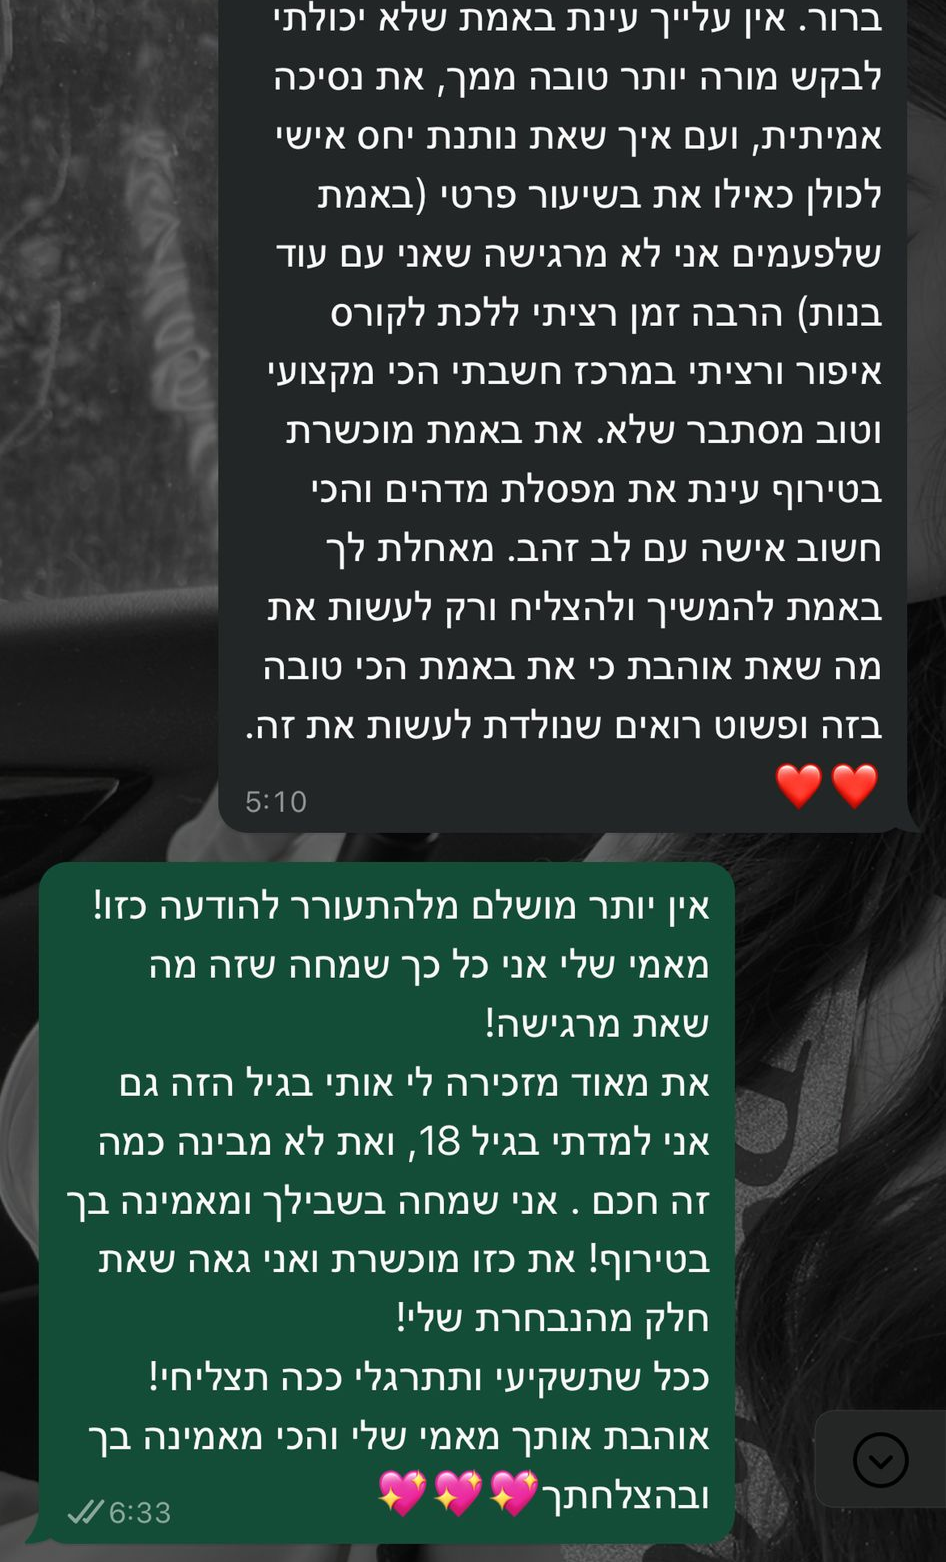 ברור. אין עלייך עינת באמת שלא יכולתי
לבקש מורה יותר טובה ממך, את נסיכה
אמיתית, ועם איך שאת נותנת יחס אישי
לכולן כאילו את בשיעור פרטי (באמת
שלפעמים אני לא מרגישה שאני עם עוד
בנות) הרבה זמן רציתי ללכת לקורס
איפור ורציתי במרכז חשבתי הכי מקצועי
וטוב מסתבר שלא. את באמת מוכשרת
בטירוף עינת את מפסלת מדהים והכי
חשוב אישה עם לב זהב. מאחלת לך
באמת להמשיך ולהצליח ורק לעשות את
מה שאת אוהבת כי את באמת הכי טובה
בזה ופשוט רואים שנולדת לעשות את זה.
❤️❤️
5:10
אין יותר מושלם מלהתעורר להודעה כזו!
מאמי שלי אני כל כך שמחה שזה מה
שאת מרגישה!
את מאוד מזכירה לי אותי בגיל הזה גם
אני למדתי בגיל 18, ואת לא מבינה כמה
זה חכם . אני שמחה בשבילך ומאמינה בך
בטירוף! את כזו מוכשרת ואני גאה שאת
חלק מהנבחרת שלי!
ככל שתשקיעי ותתרגלי ככה תצליחי!
אוהבת אותך מאמי שלי והכי מאמינה בך
ובהצלחתך💖💖💖
6:33